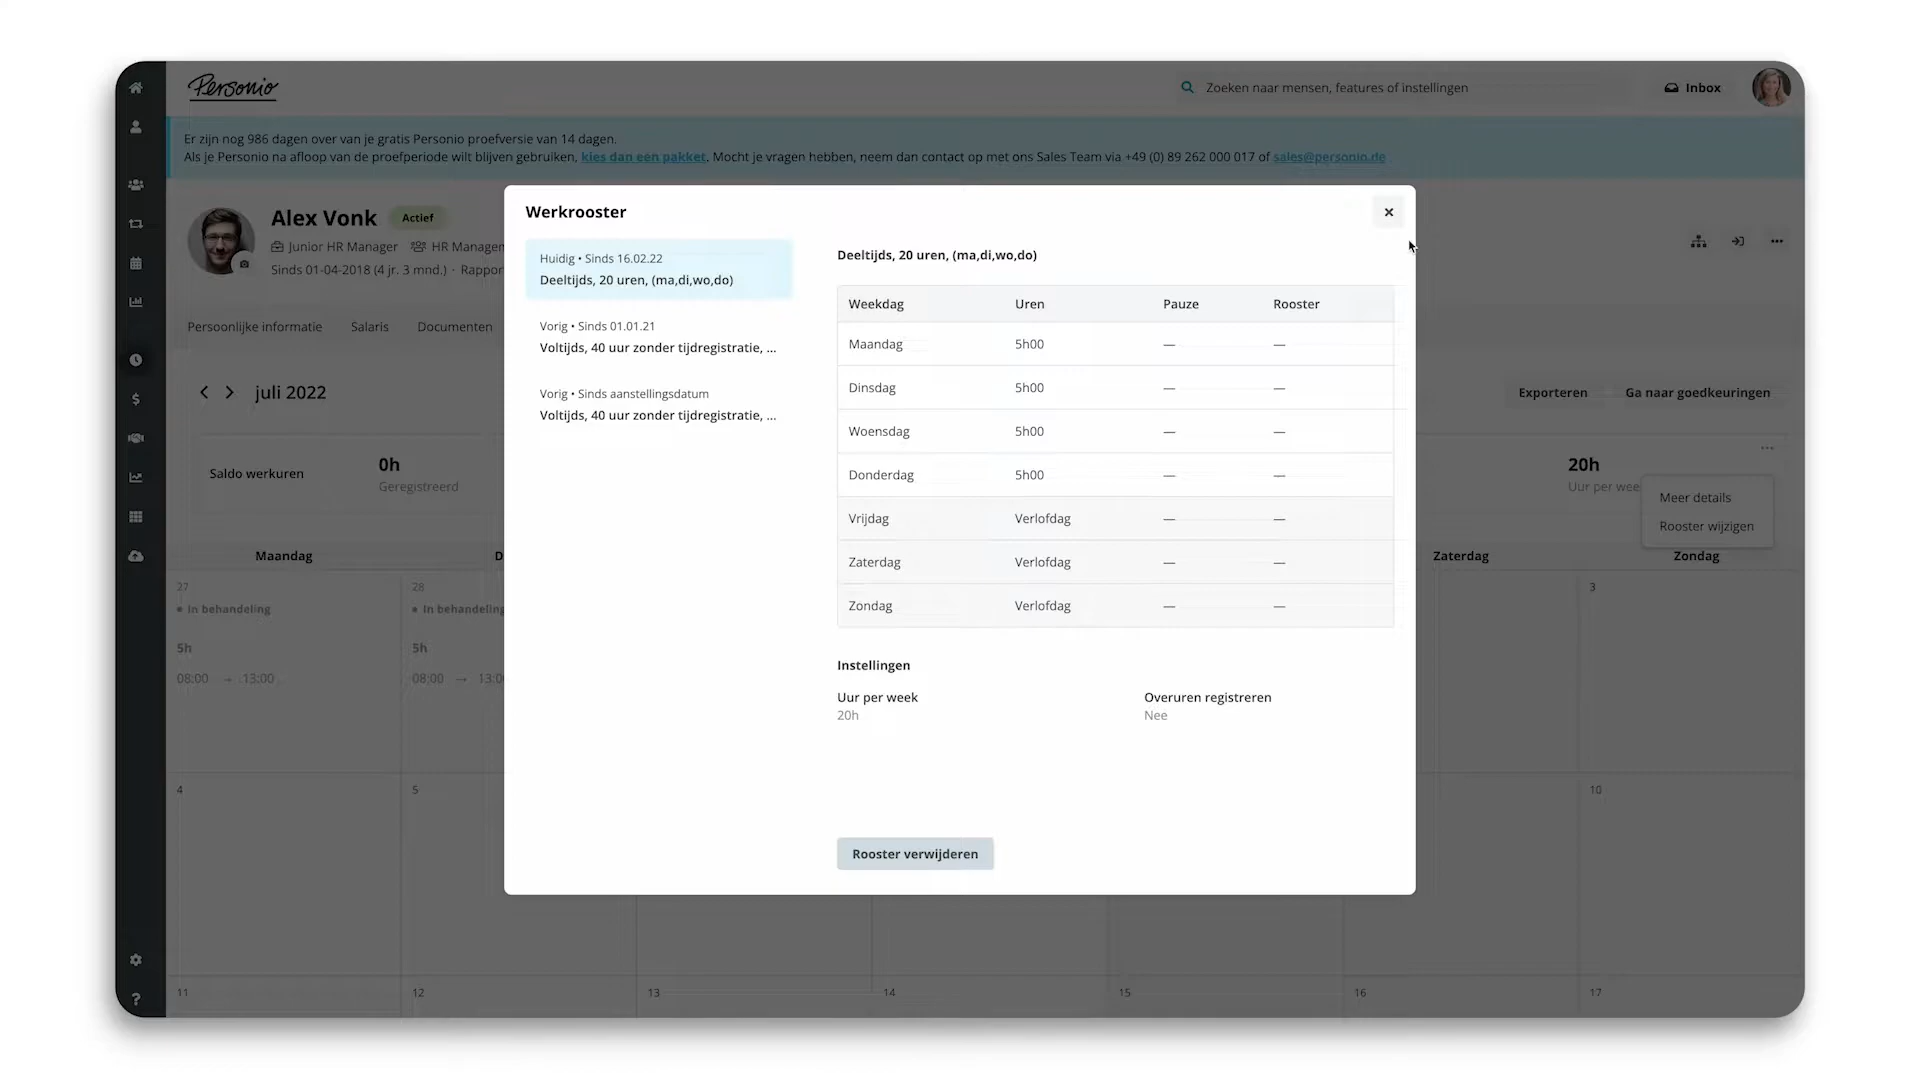 Personio
Zoeken naar mensen, features of instellingen
Inbox
Er zijn nog 986 dagen over van je gratis Personio proefversie van 14 dagen.
Als je Personio na afloop van de proefperiode wilt blijven gebruiken, kies dan een pakket. Mocht je vragen hebben, neem dan contact op met ons Sales Team via +49 (0) 89 262 000 017 of sales@personio.de
Alex Vonk
Actief
Junior HR Manager
HR Managem
Sinds 01-04-2018 (4 jr. 3 mnd.) · Rappor
Persoonlijke informatie
Salaris
Documenten
juli 2022
Exporteren
Ga naar goedkeuringen
Saldo werkuren
0h
Geregistreerd
20h
Uur per wee
Meer details
Rooster wijzigen
Maandag
D
Zaterdag
Zondag
27
28
3
• In behandeling
• In behandeling
5h
5h
08:00 → 13:00
08:00 → 13:00
4
5
10
11
12
13
14
15
16
17
Werkrooster
Huidig • Sinds 16.02.22
Deeltijds, 20 uren, (ma,di,wo,do)
Vorig • Sinds 01.01.21
Voltijds, 40 uur zonder tijdregistratie, ...
Vorig • Sinds aanstellingsdatum
Voltijds, 40 uur zonder tijdregistratie, ...
Deeltijds, 20 uren, (ma,di,wo,do)
Weekdag Uren Pauze Rooster
Maandag 5h00 — —
Dinsdag 5h00 — —
Woensdag 5h00 — —
Donderdag 5h00 — —
Vrijdag Verlofdag — —
Zaterdag Verlofdag — —
Zondag Verlofdag — —
Instellingen
Uur per week
20h
Overuren registreren
Nee
Rooster verwijderen